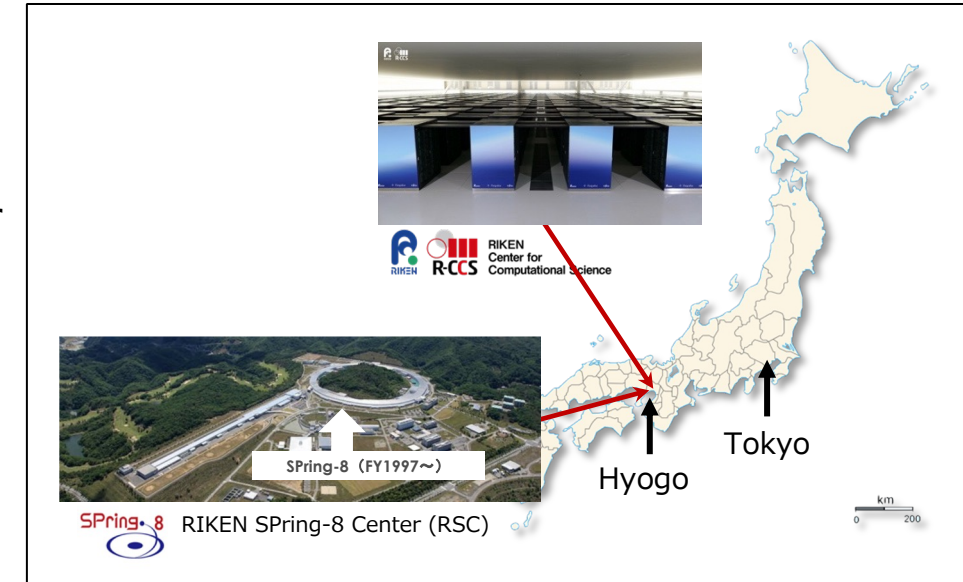 R-CCS
RIKEN
R-CCS
RIKEN
Center for
Computational Science
SPring-8（FY1997～）
Tokyo
Hyogo
SPring-8
RIKEN SPring-8 Center (RSC)
km
0 200